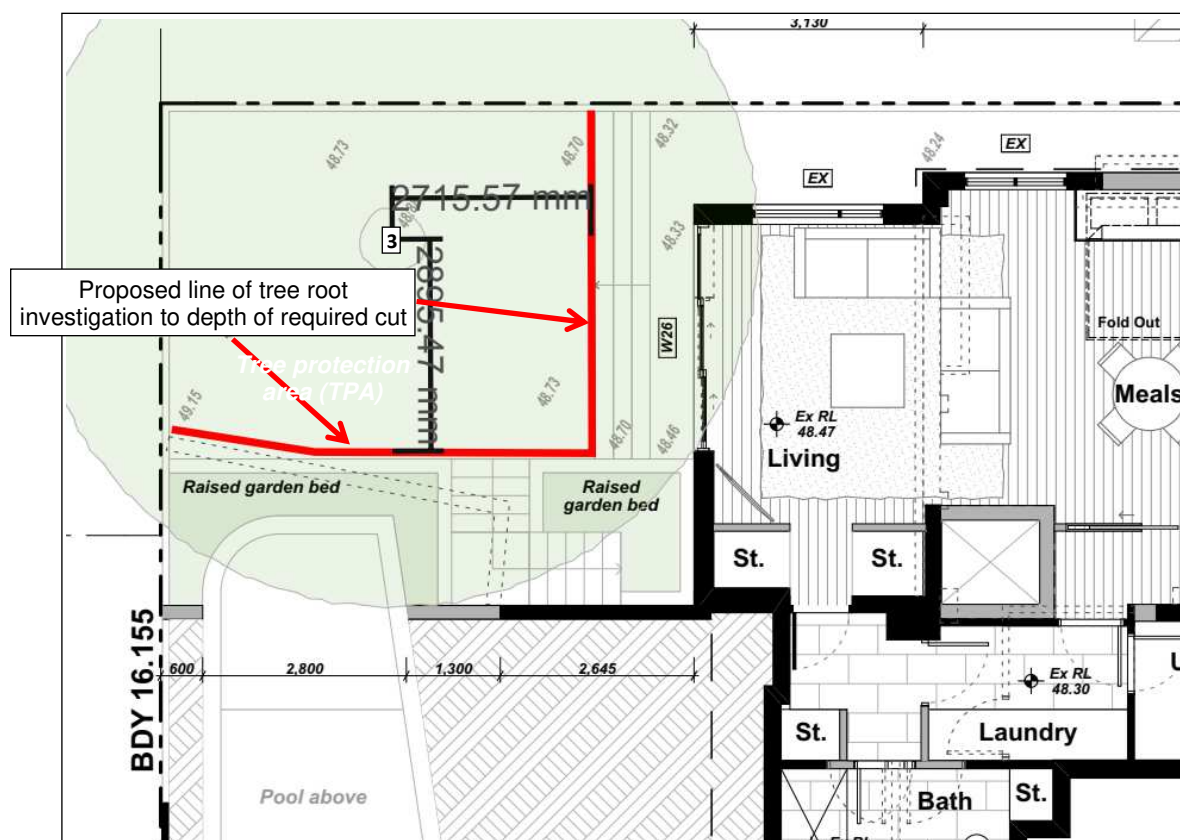 3,130
48.73
48.70
48.32
48.24
EX
EX
2715.57 mm
3
48.33
2895.47 mm
Proposed line of tree root
investigation to depth of required cut
W26
Fold Out
Tree protection
area (TPA)
48.73
49.15
Meals
Ex RL
48.47
48.70
48.46
Living
Raised garden bed
Raised
garden bed
St.
St.
BDY 16.155
600
2,800
1,300
2,645
Ex RL
48.30
U
St.
Laundry
Pool above
Bath
St.